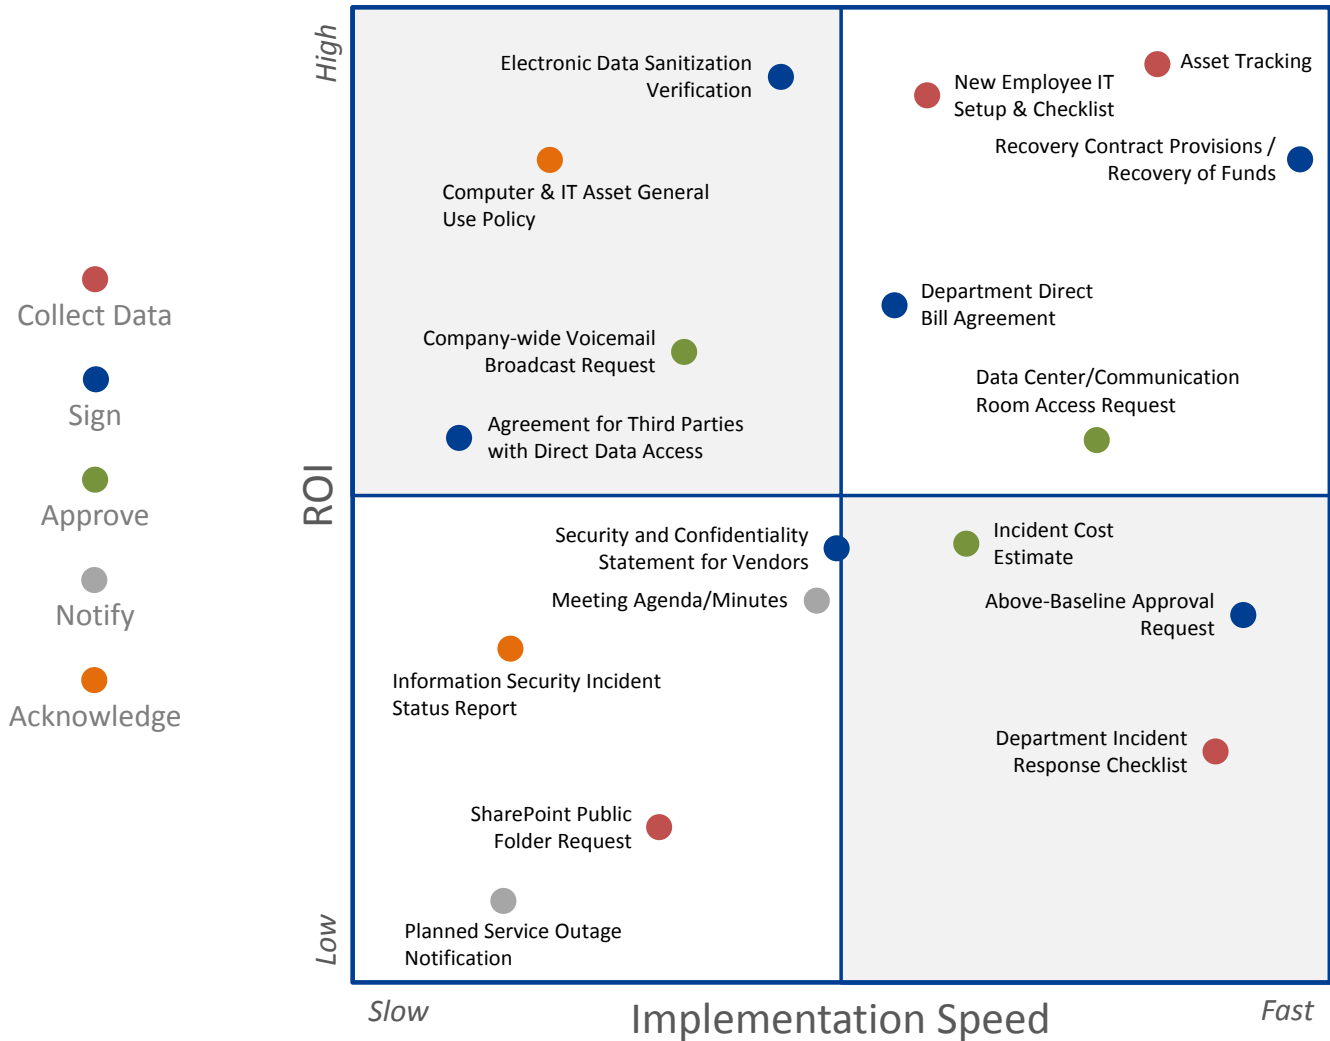 High
Electronic Data Sanitization
Verification
Asset Tracking
New Employee IT
Setup & Checklist
Recovery Contract Provisions /
Recovery of Funds
Computer & IT Asset General
Use Policy
Collect Data
Sign
Approve
Notify
Acknowledge
Department Direct
Bill Agreement
Company-wide Voicemail
Broadcast Request
Data Center/Communication
Room Access Request
Agreement for Third Parties
with Direct Data Access
ROI
Security and Confidentiality
Statement for Vendors
Incident Cost
Estimate
Meeting Agenda/Minutes
Above-Baseline Approval
Request
Information Security Incident
Status Report
Department Incident
Response Checklist
SharePoint Public
Folder Request
Planned Service Outage
Notification
Low
Slow
Implementation Speed
Fast